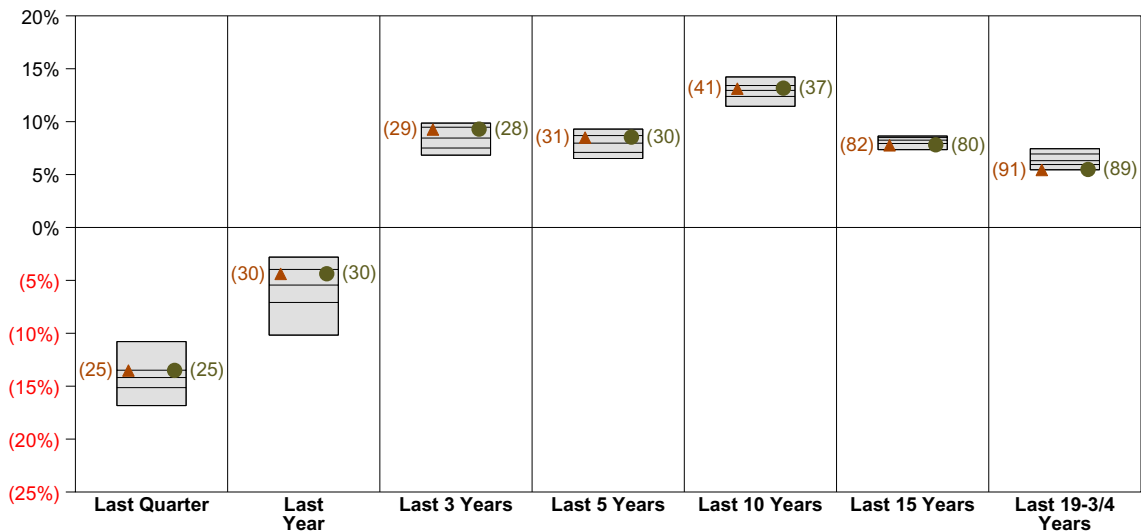 20%
15%
10%
5%
0%
(5%)
(10%)
(15%)
(20%)
(25%)
(25) (25)
(30) (30)
(29) (28)
(31) (30)
(41) (37)
(82) (80)
(91) (89)
Last Quarter
Last
Year
Last 3 Years
Last 5 Years
Last 10 Years
Last 15 Years
Last 19-3/4
Years